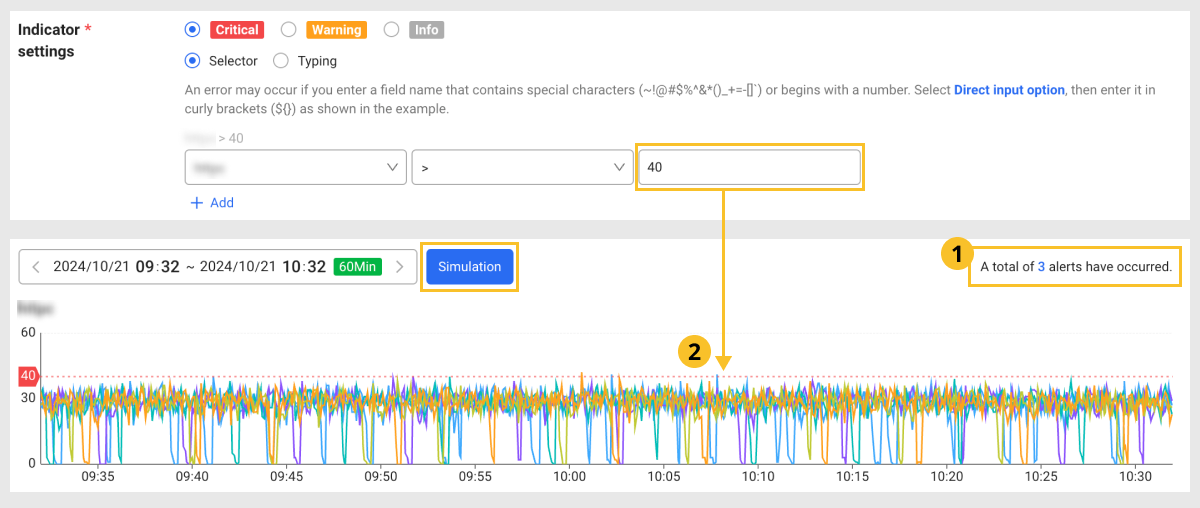 Indicator * Critical Warning Info
settings
Selector Typing
An error may occur if you enter a field name that contains special characters (~!@#$%^&*()_+=-[]`) or begins with a number. Select Direct input option, then enter it in
curly brackets (${}) as shown in the example.
> 40
> 40
+ Add
2024/10/21 09:32 ~ 2024/10/21 10:32 60Min Simulation 1 A total of 3 alerts have occurred.
60
2
40
30
0
09:35 09:40 09:45 09:50 09:55 10:00 10:05 10:10 10:15 10:20 10:25 10:30